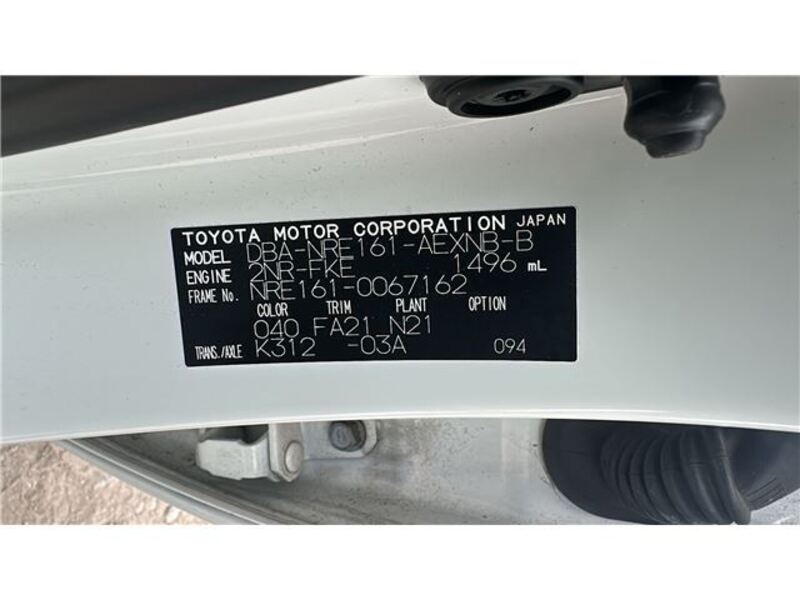 TOYOTA MOTOR CORPORATION JAPAN
MODEL DBA-NRE161-AEXNB-B
ENGINE 2NR-FKE 1496 mL
FRAME No. NRE161-0067162
COLOR TRIM PLANT OPTION
040 FA21 N21
TRANS./AXLE K312 -03A 094